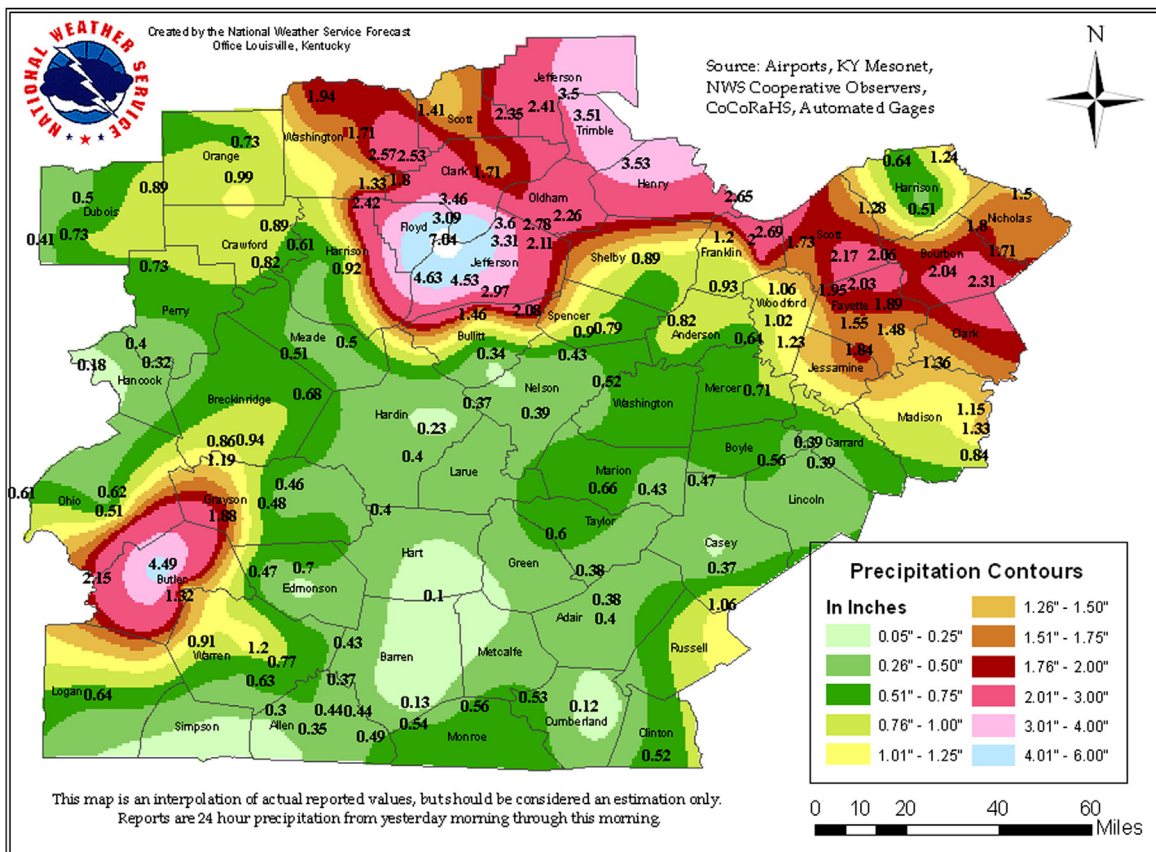 NATIONAL WEATHER SERVICE
Created by the National Weather Service Forecast
Office Louisville, Kentucky
Source: Airports, KY Mesonet,
NWS Cooperative Observers,
CoCoRaHS, Automated Gages
N
Jefferson
3.5
1.94
1.41
Scott
2.35
2.41
3.51
Trimble
Washington
1.71
0.73
Orange
2.57
2.53
3.53
0.64
1.24
0.99
Clark
1.71
Henry
Harrison
0.89
1.33
1.8
0.5
Dubois
2.42
3.46
Oldham
2.65
0.51
1.5
1.28
Nicholas
3.09
3.6
2.78
2.26
0.89
Floyd
1.8
0.41
0.73
Crawford
0.61
Harrison
7.04
3.31
2.11
1.2
Franklin
2
2.69
1.73
Scott
2.17
2.06
Bourbon
1.71
0.73
0.82
0.92
4.63
Jefferson
4.53
Shelby
0.89
2.04
2.31
2.97
0.93
1.06
1.95
2.03
Woodford
Fayette
1.89
Perry
1.46
2.08
Spencer
0.82
1.02
1.55
1.48
Clark
Bullitt
0.9
0.79
Anderson
0.64
1.23
Meade
0.51
0.5
0.34
0.43
1.84
Jessamine
1.36
0.4
0.18
0.32
Hancock
Nelson
0.52
Mercer
0.71
Breckinridge
0.68
Hardin
0.37
0.39
Washington
Madison
1.15
1.33
0.23
0.86
0.94
1.19
0.4
Larue
Boyle
0.39
Garrard
0.56
0.39
0.84
0.61
Ohio
0.62
0.51
Grayson
0.46
0.48
Marion
0.66
0.43
0.47
Lincoln
1.88
0.4
Taylor
0.6
Casey
Hart
Green
4.49
2.15
Butler
1.32
0.47
0.7
Edmonson
0.38
0.37
0.1
0.38
0.4
Adair
1.06
0.91
Warren
1.2
0.77
0.43
Barren
Metcalfe
Russell
0.63
0.37
Logan
0.64
0.13
0.56
0.53
0.12
Cumberland
Simpson
0.3
Allen
0.35
0.44
0.44
0.54
0.49
Monroe
Clinton
0.52
Precipitation Contours
In Inches
0.05" - 0.25"
0.26" - 0.50"
0.51" - 0.75"
0.76" - 1.00"
1.01" - 1.25"
1.26" - 1.50"
1.51" - 1.75"
1.76" - 2.00"
2.01" - 3.00"
3.01" - 4.00"
4.01" - 6.00"
This map is an interpolation of actual reported values, but should be considered an estimation only.
Reports are 24 hour precipitation from yesterday morning through this morning.
0 10 20 40 60
Miles